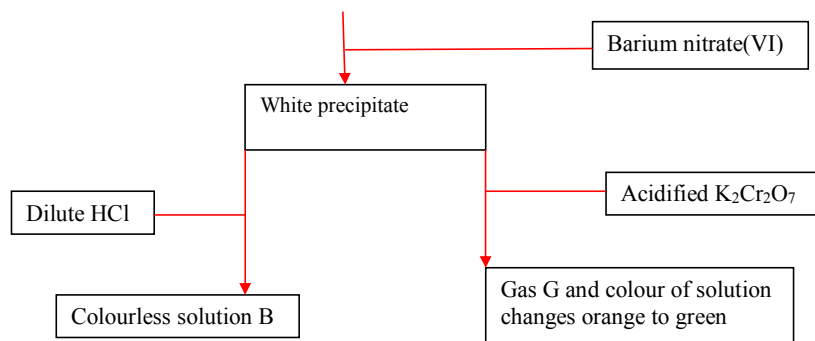 Barium nitrate(VI)
White precipitate
Dilute HCl
Acidified K₂Cr₂O₇
Colourless solution B
Gas G and colour of solution
changes orange to green